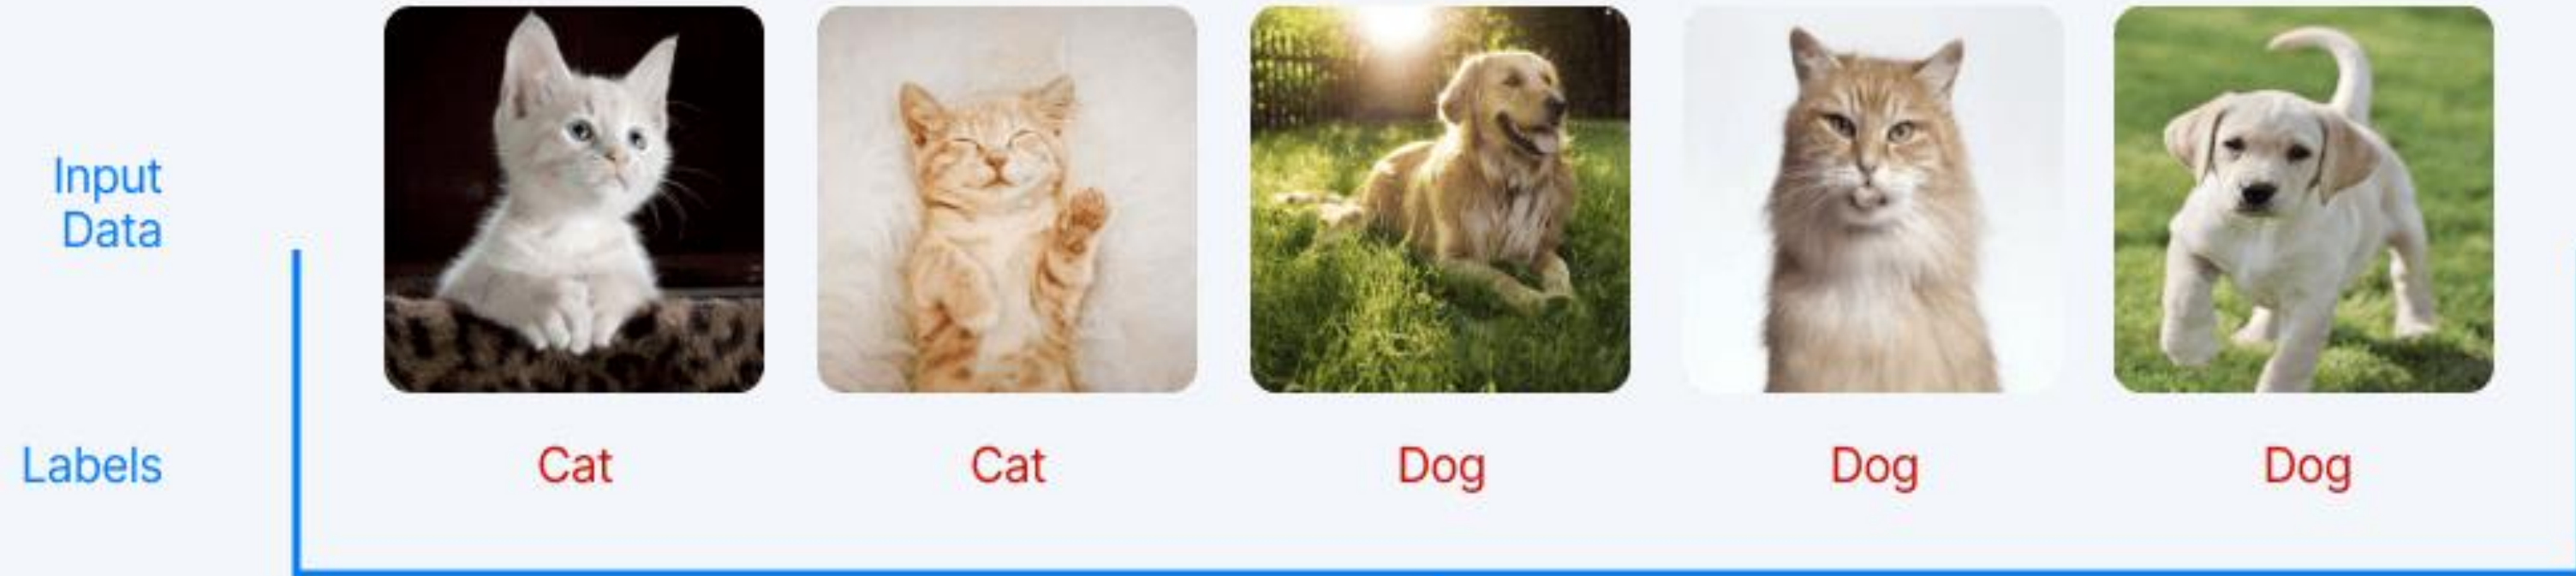 Input
Data
Labels
Cat
Cat
Dog
Dog
Dog